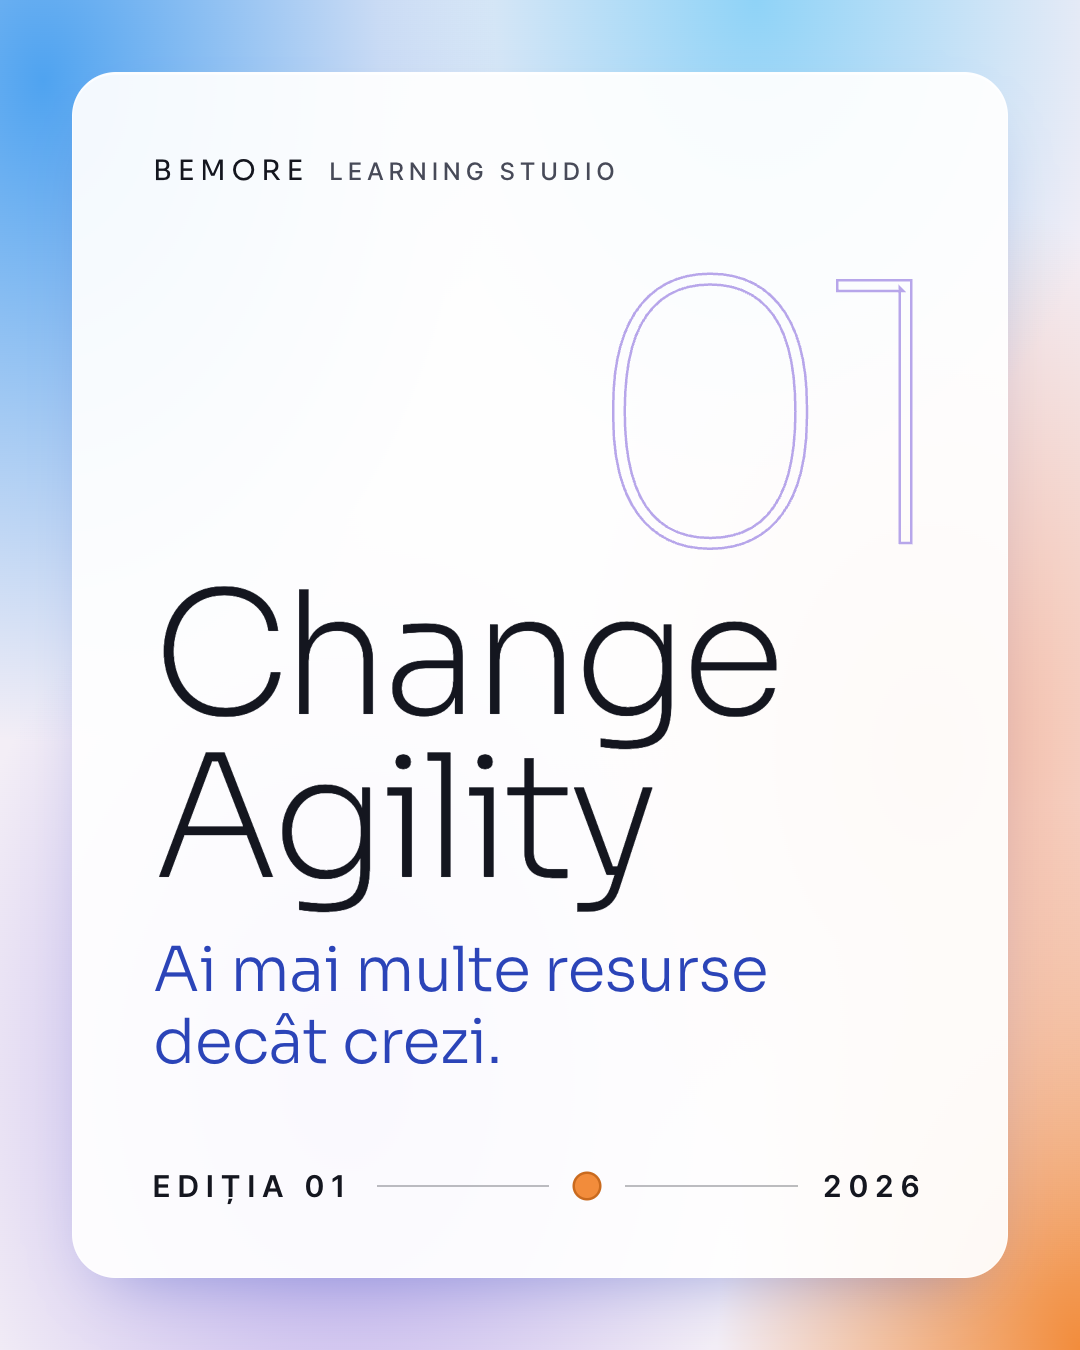 BEMORE LEARNING STUDIO
01
Change
Agility
Ai mai multe resurse
decât crezi.
EDIȚIA 01 2026